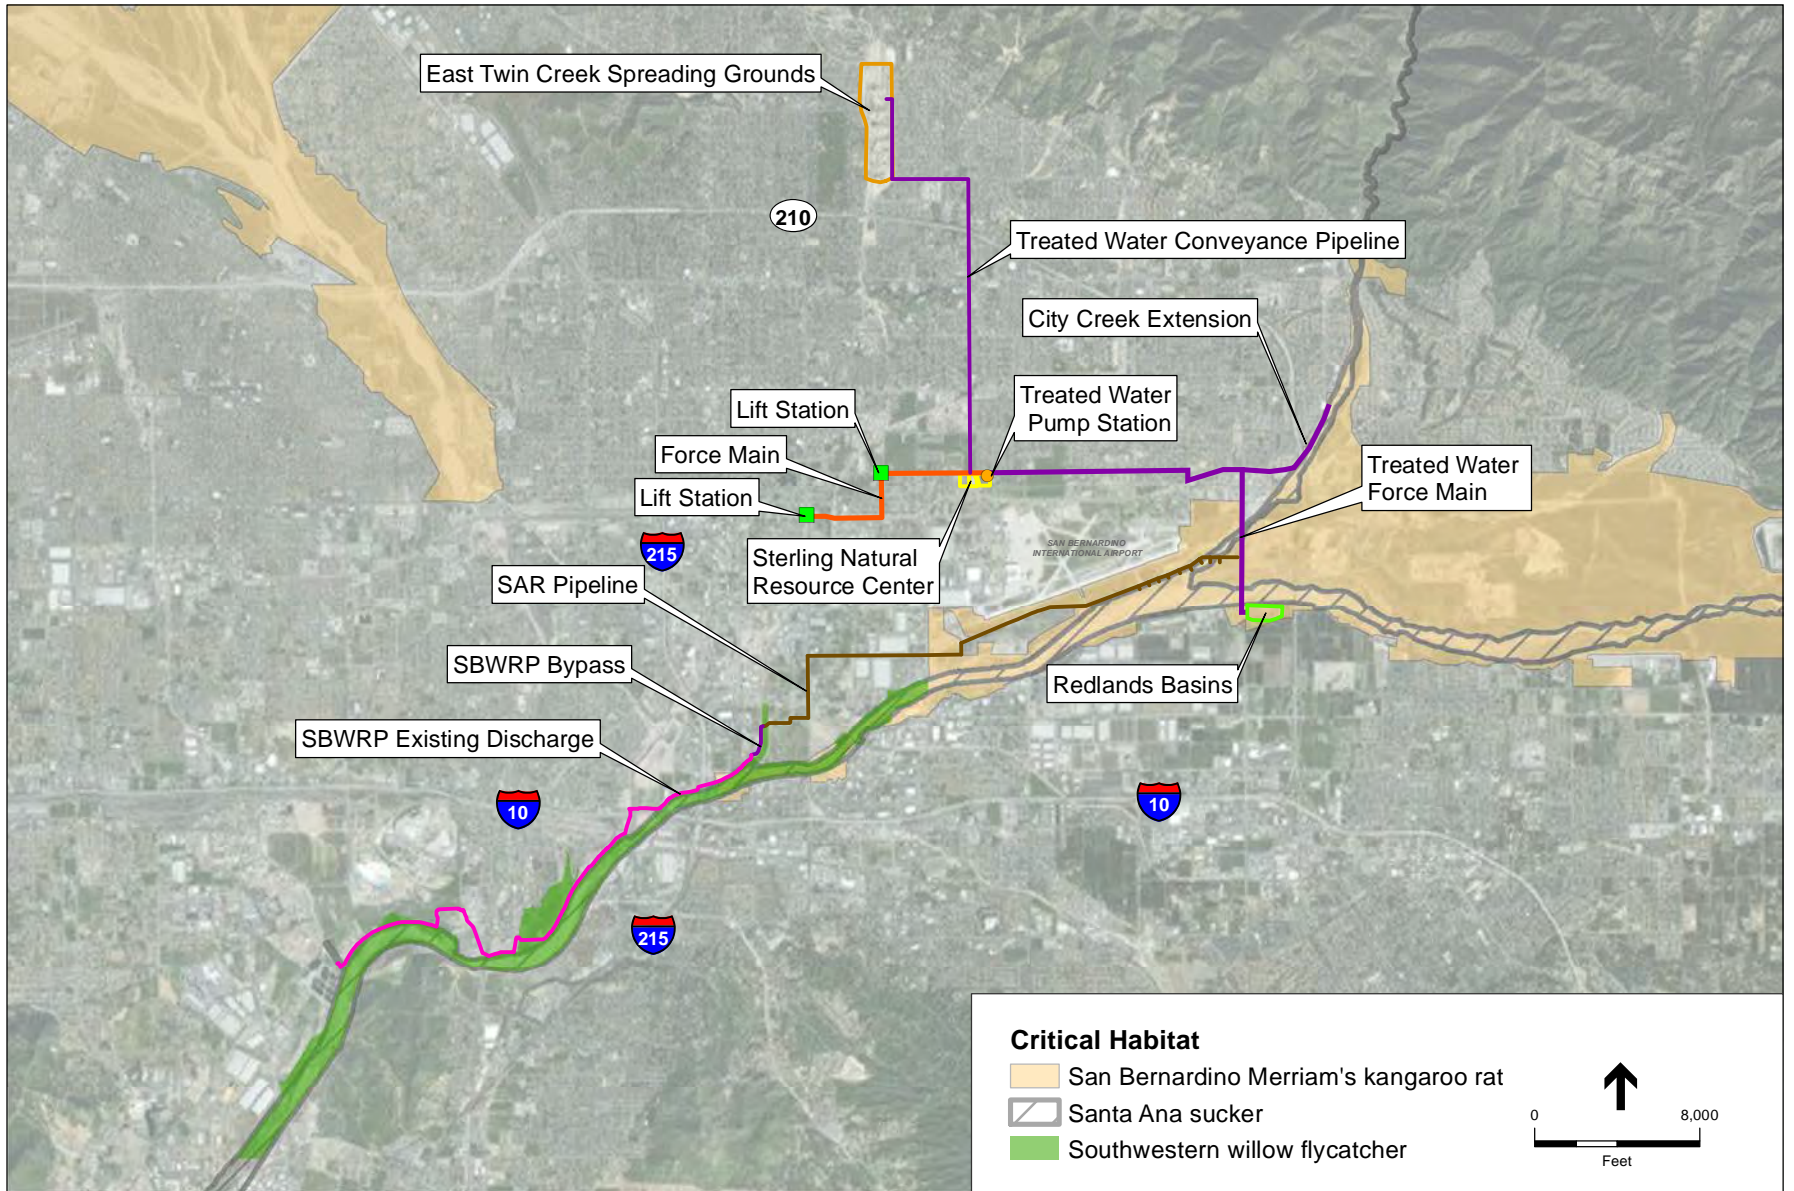 East Twin Creek Spreading Grounds
210
Treated Water Conveyance Pipeline
City Creek Extension
Lift Station
Treated Water
Pump Station
Force Main
Treated Water
Force Main
Lift Station
215
SAN BERNARDINO
INTERNATIONAL AIRPORT
Sterling Natural
Resource Center
SAR Pipeline
SBWRP Bypass
Redlands Basins
SBWRP Existing Discharge
10
10
215
Critical Habitat
San Bernardino Merriam's kangaroo rat
Santa Ana sucker
Southwestern willow flycatcher
0
8,000
Feet